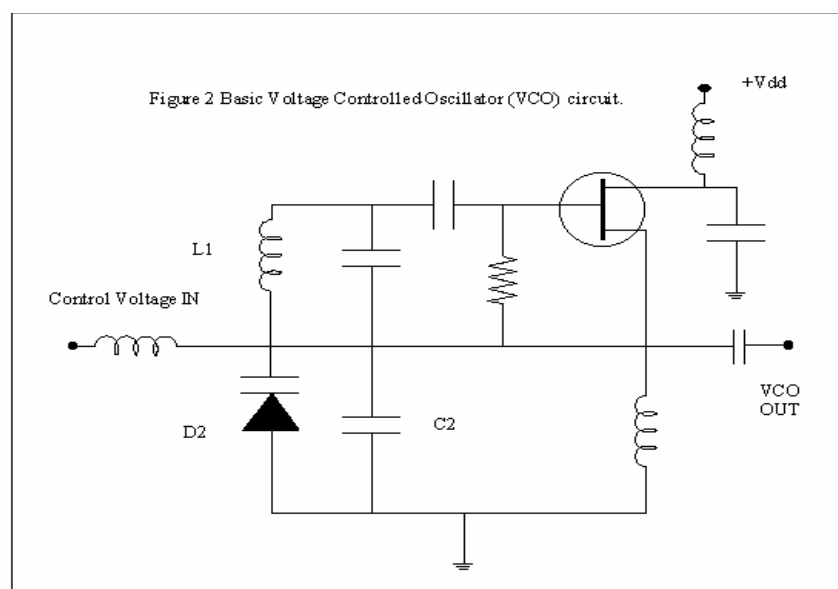 +Vdd
Figure 2 Basic Voltage Controlled Oscillator (VCO) circuit.
L1
Control Voltage IN
VCO
OUT
D2
C2